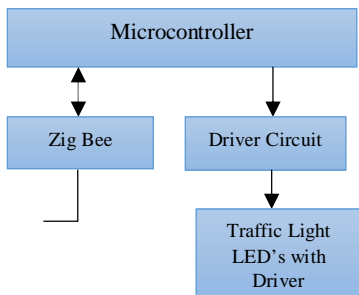 Microcontroller
Zig Bee
Driver Circuit
Traffic Light
LED's with
Driver